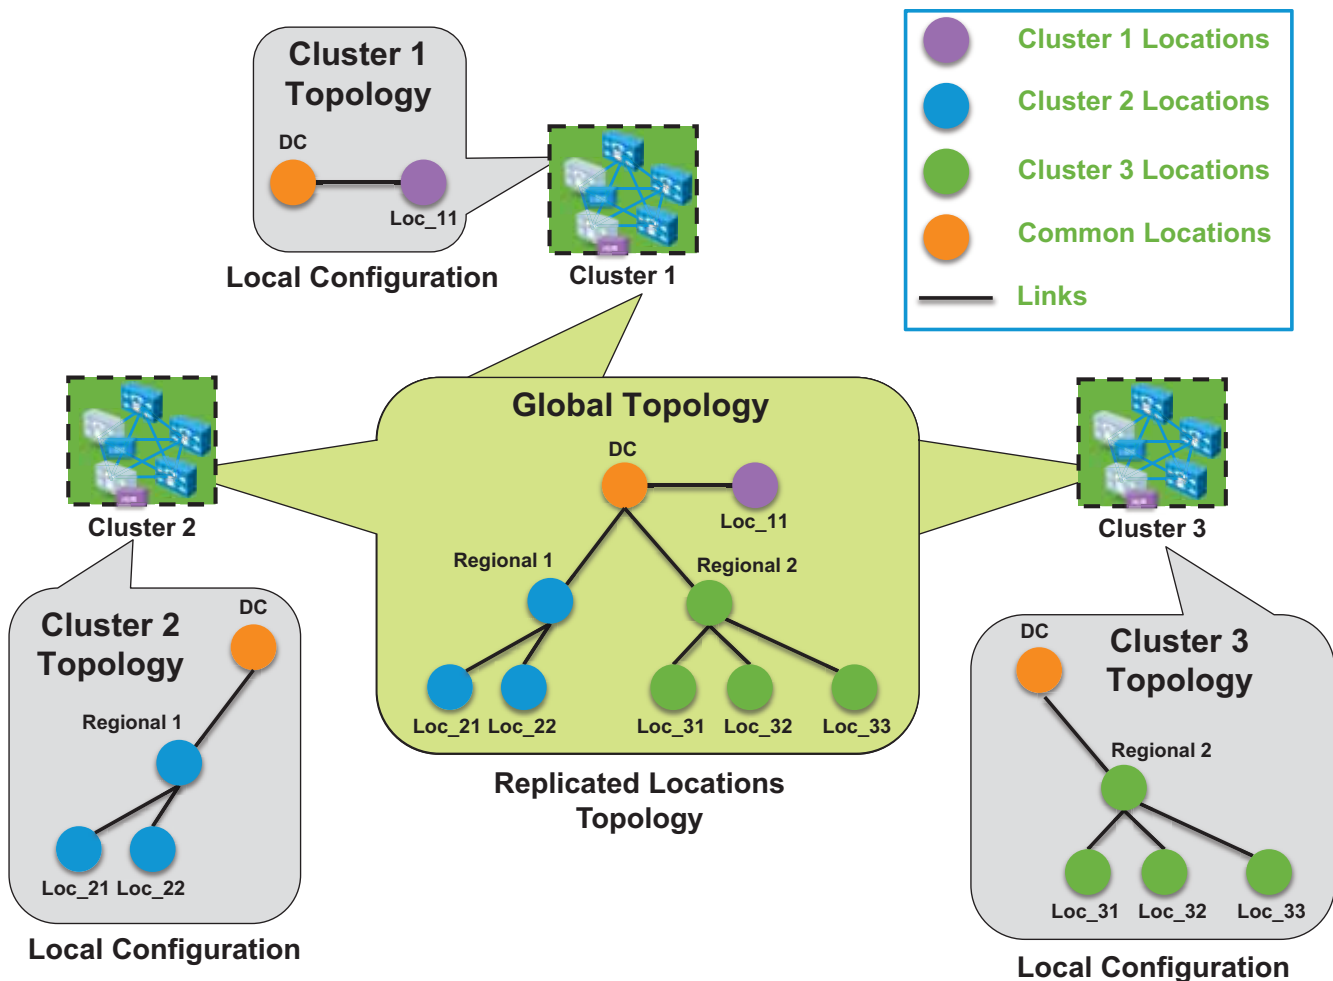 Cluster 1
Topology
DC
Loc_11
Local Configuration
Cluster 1
Cluster 1 Locations
Cluster 2 Locations
Cluster 3 Locations
Common Locations
Links
Cluster 2
Global Topology
DC
Loc_11
Regional 1
Regional 2
Loc_21
Loc_22
Loc_31
Loc_32
Loc_33
Replicated Locations
Topology
Cluster 3
Cluster 2
Topology
DC
Regional 1
Loc_21
Loc_22
Local Configuration
DC
Cluster 3
Topology
Regional 2
Loc_31
Loc_32
Loc_33
Local Configuration